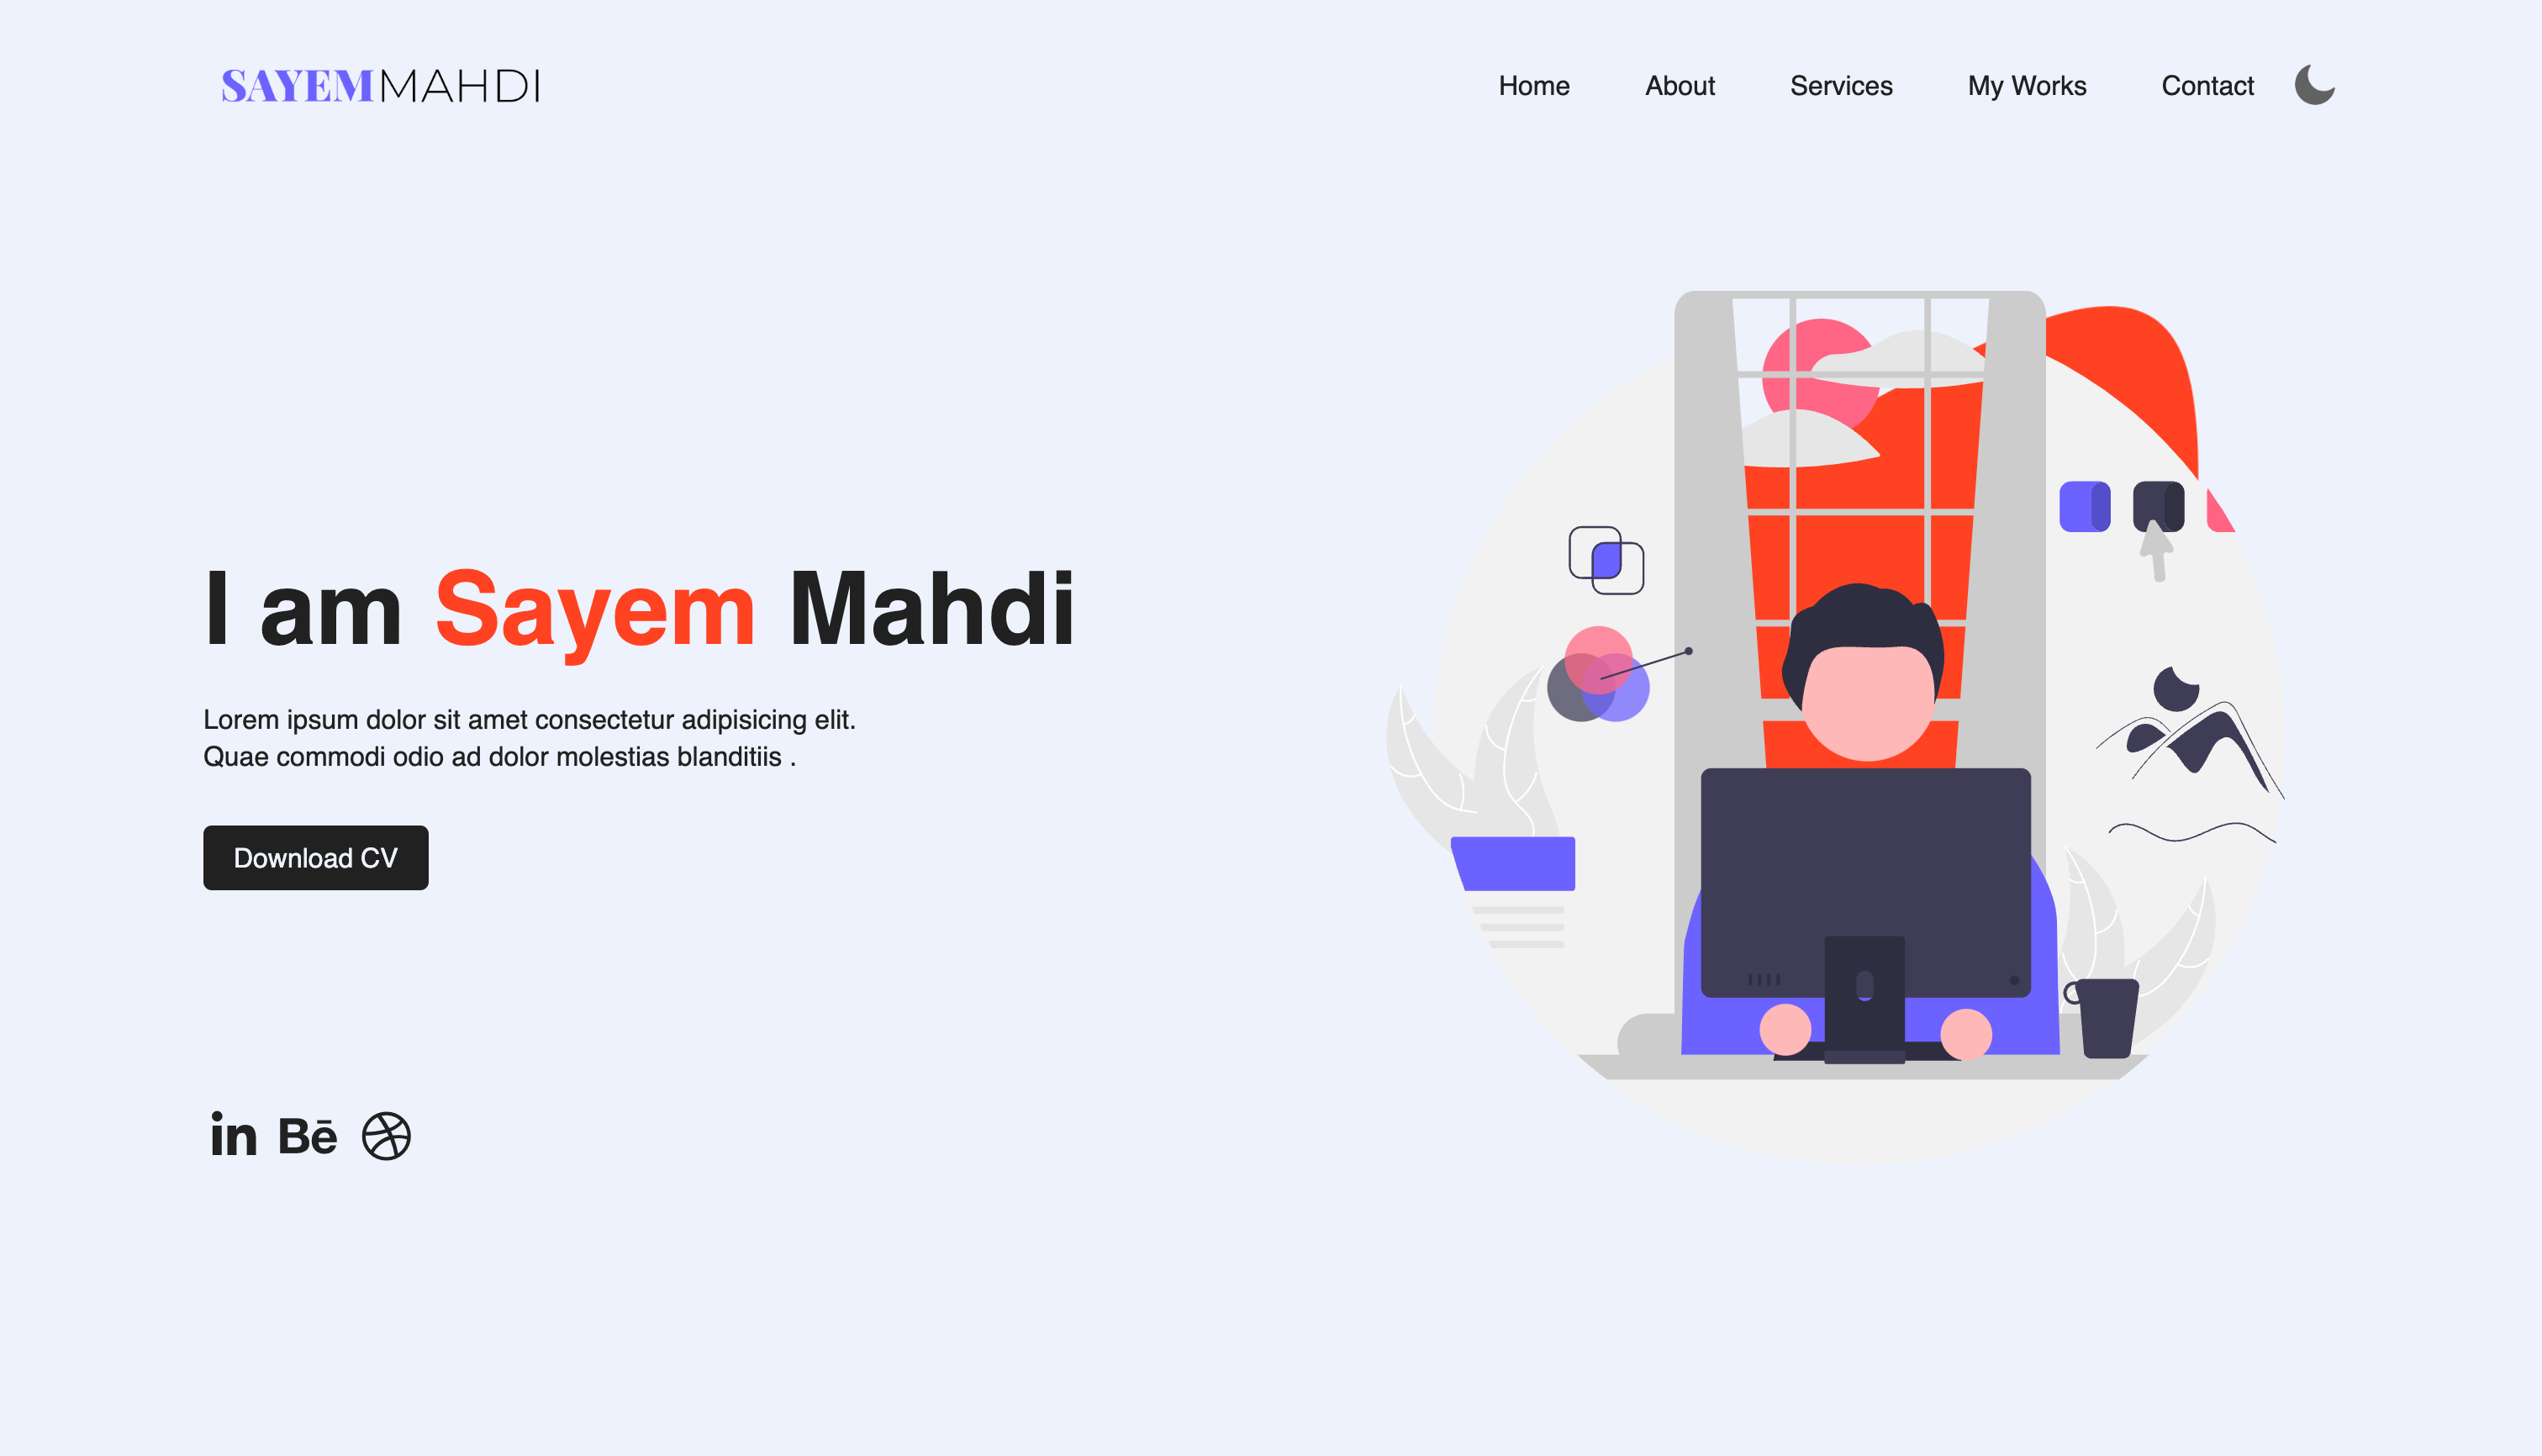 SAYEMMAHDI
Home About Services My Works Contact
I am Sayem Mahdi
Lorem ipsum dolor sit amet consectetur adipisicing elit.
Quae commodi odio ad dolor molestias blanditiis .
Download CV
in Bē